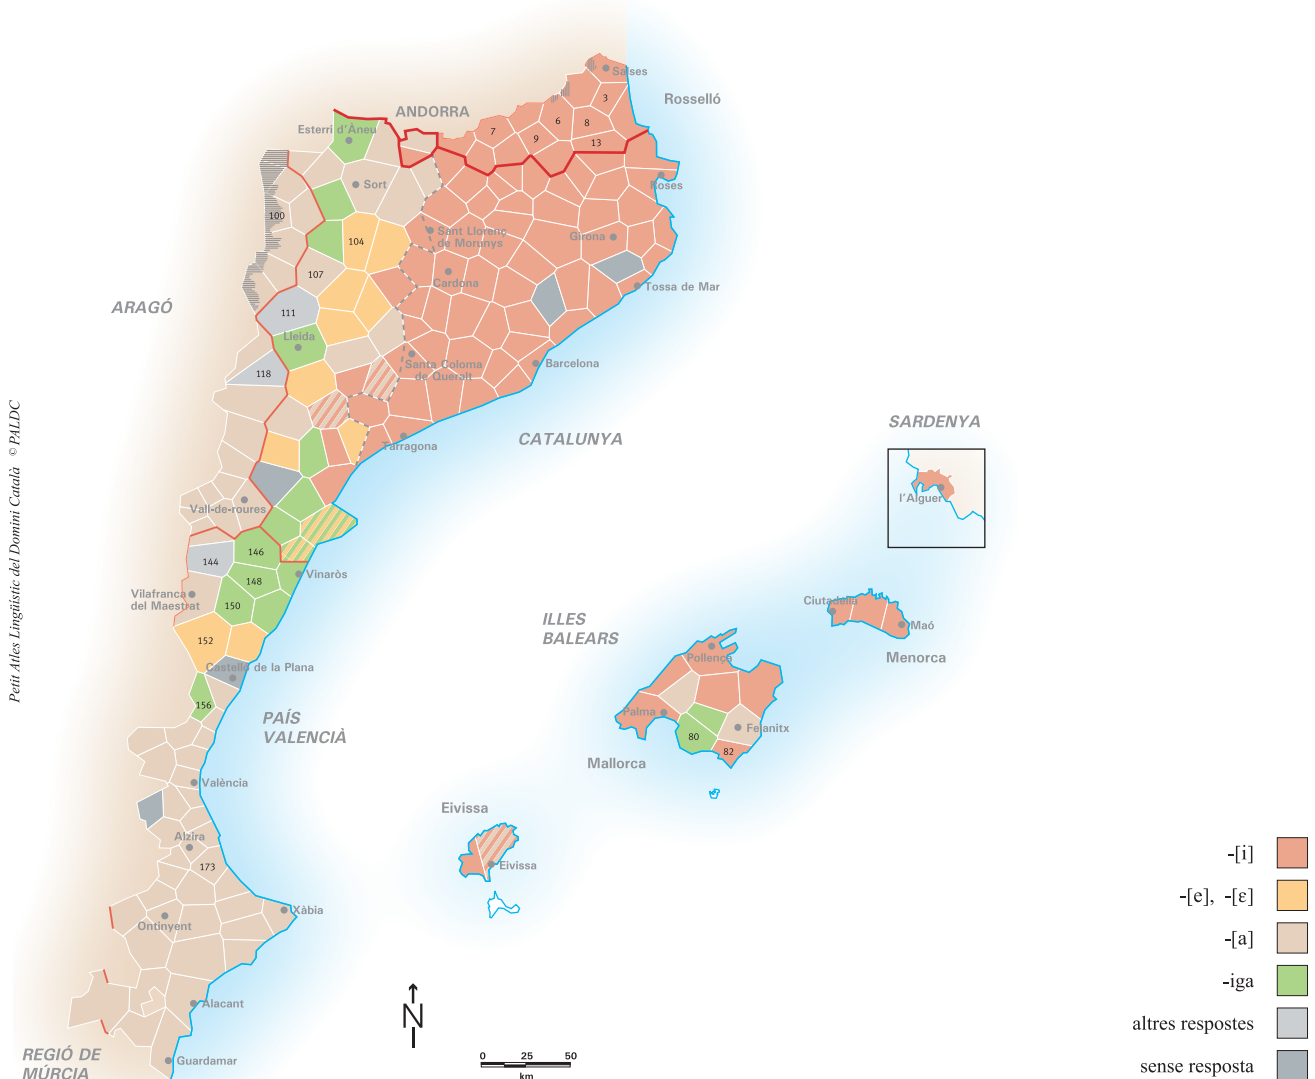 Salses
Rosselló
3
6
8
7
9
13
ANDORRA
Esterri d'Àneu
Sort
Roses
100
104
Sant Llorenç
de Morunys
Girona
107
Cardona
Tossa de Mar
ARAGÓ
111
Lleida
118
Santa Coloma
de Queralt
Barcelona
CATALUNYA
Tarragona
SARDENYA
l'Alguer
Vall-de-roures
144
146
148
150
Vinaròs
Vilafranca
del Maestrat
152
Castelló de la Plana
156
PAÍS
VALENCIÀ
ILLES
BALEARS
Ciutadella
Maó
Menorca
Pollença
Palma
Felanitx
80
82
Mallorca
València
Alzira
173
Eivissa
Eivissa
Xàbia
Ontinyent
Alacant
Guardamar
REGIÓ DE
MÚRCIA
N
0 25 50
km
-[i]
-[e], -[ɛ]
-[a]
-iga
altres respostes
sense resposta
Petit Atles Lingüístic del Domini Català © PALDC